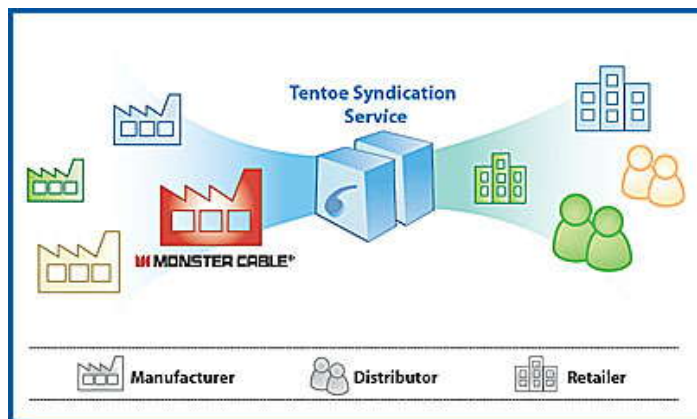 Tentoe Syndication
Service
MONSTER CABLE®
Manufacturer
Distributor
Retailer